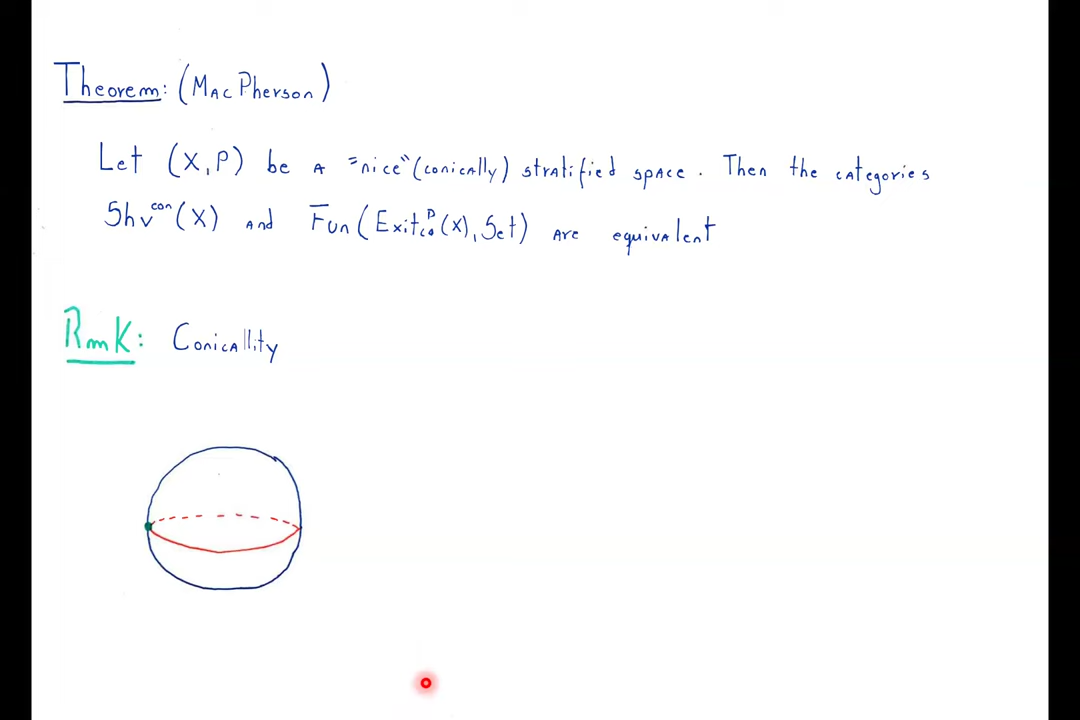 Theorem: (MacPherson)
Let (X, P) be a "nice" (conically) stratified space. Then the categories
Shv^con (X) and Fun (Exit^P_∞ (X), Set) are equivalent
Rmk: Conicallity